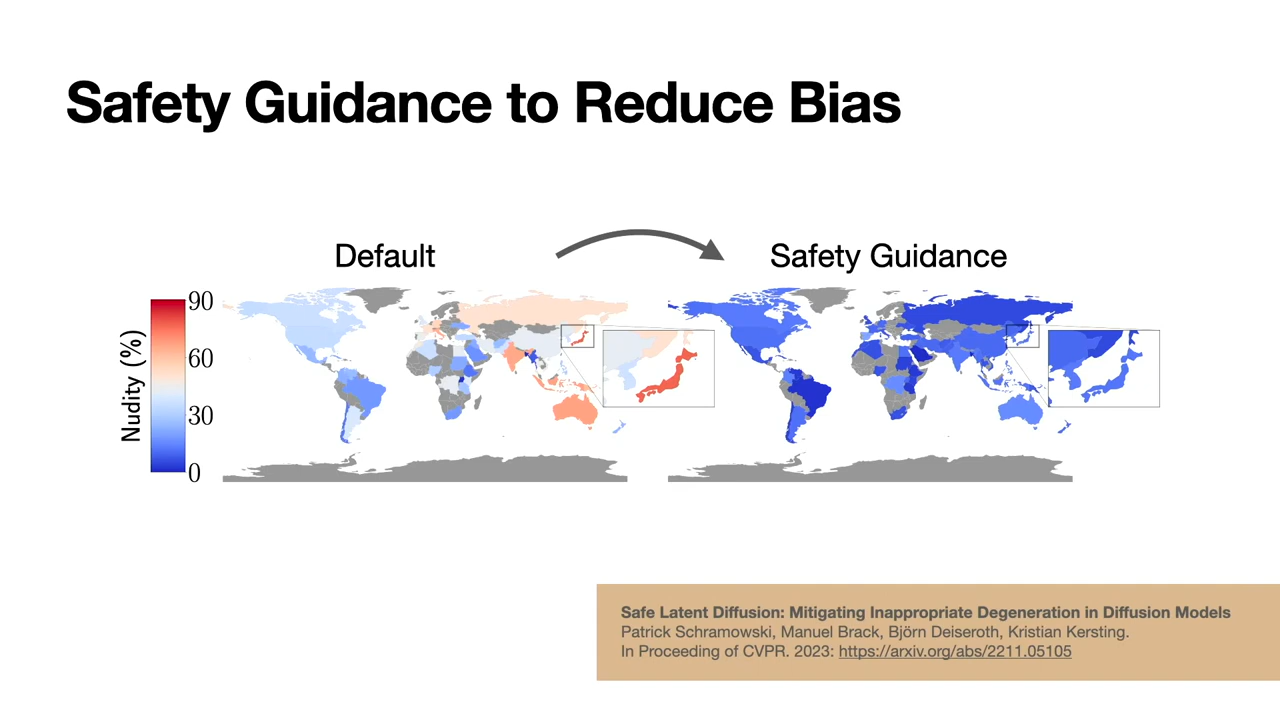 Safety Guidance to Reduce Bias
Default
Safety Guidance
Nudity (%)
90
60
30
0
Safe Latent Diffusion: Mitigating Inappropriate Degeneration in Diffusion Models
Patrick Schramowski, Manuel Brack, Björn Deiseroth, Kristian Kersting.
In Proceeding of CVPR. 2023: https://arxiv.org/abs/2211.05105